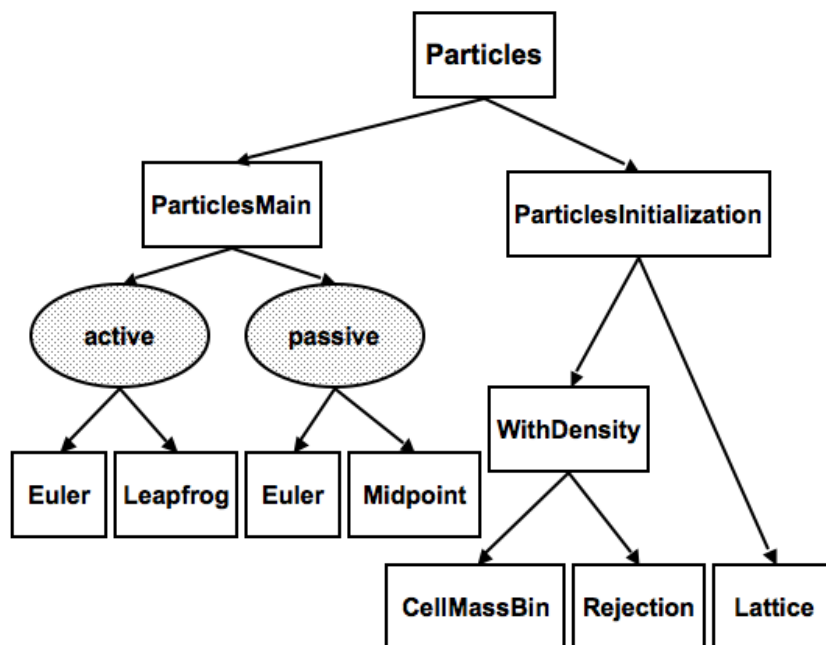 Particles
ParticlesMain
ParticlesInitialization
active
passive
WithDensity
Euler
Leapfrog
Euler
Midpoint
CellMassBin
Rejection
Lattice